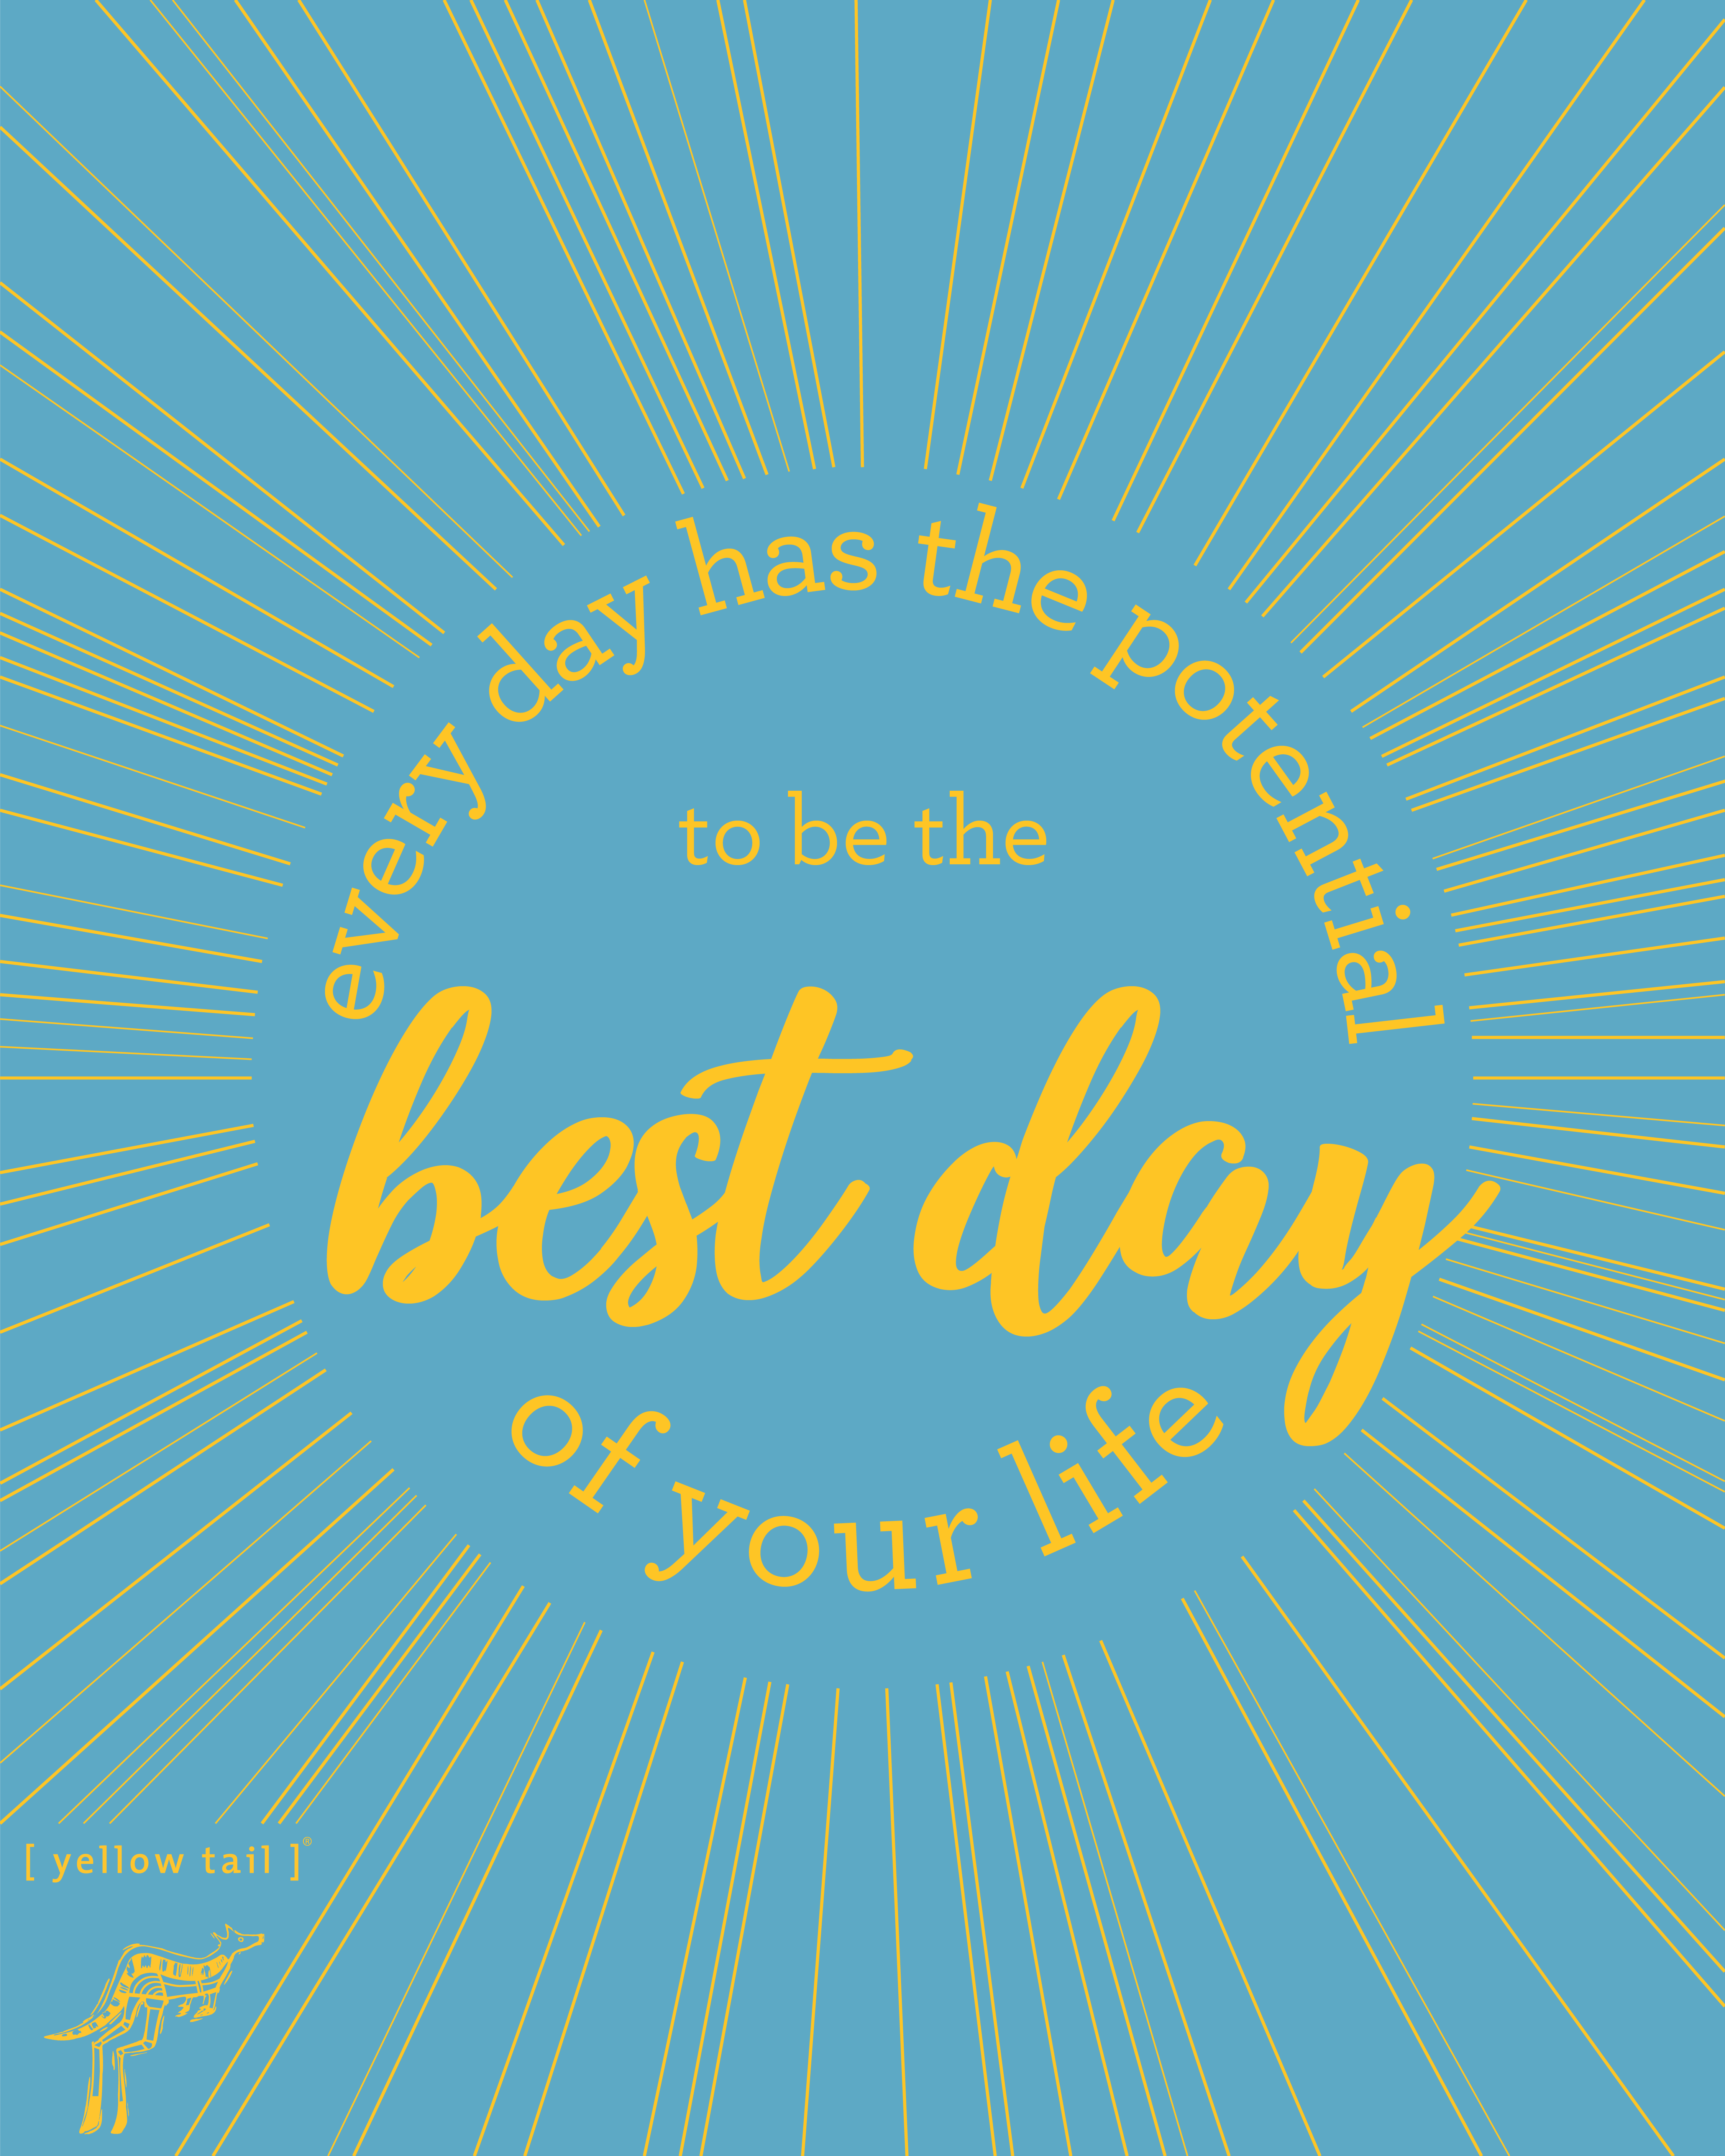 every day has the potential
to be the
best day
of your life
[ yellow tail ]®